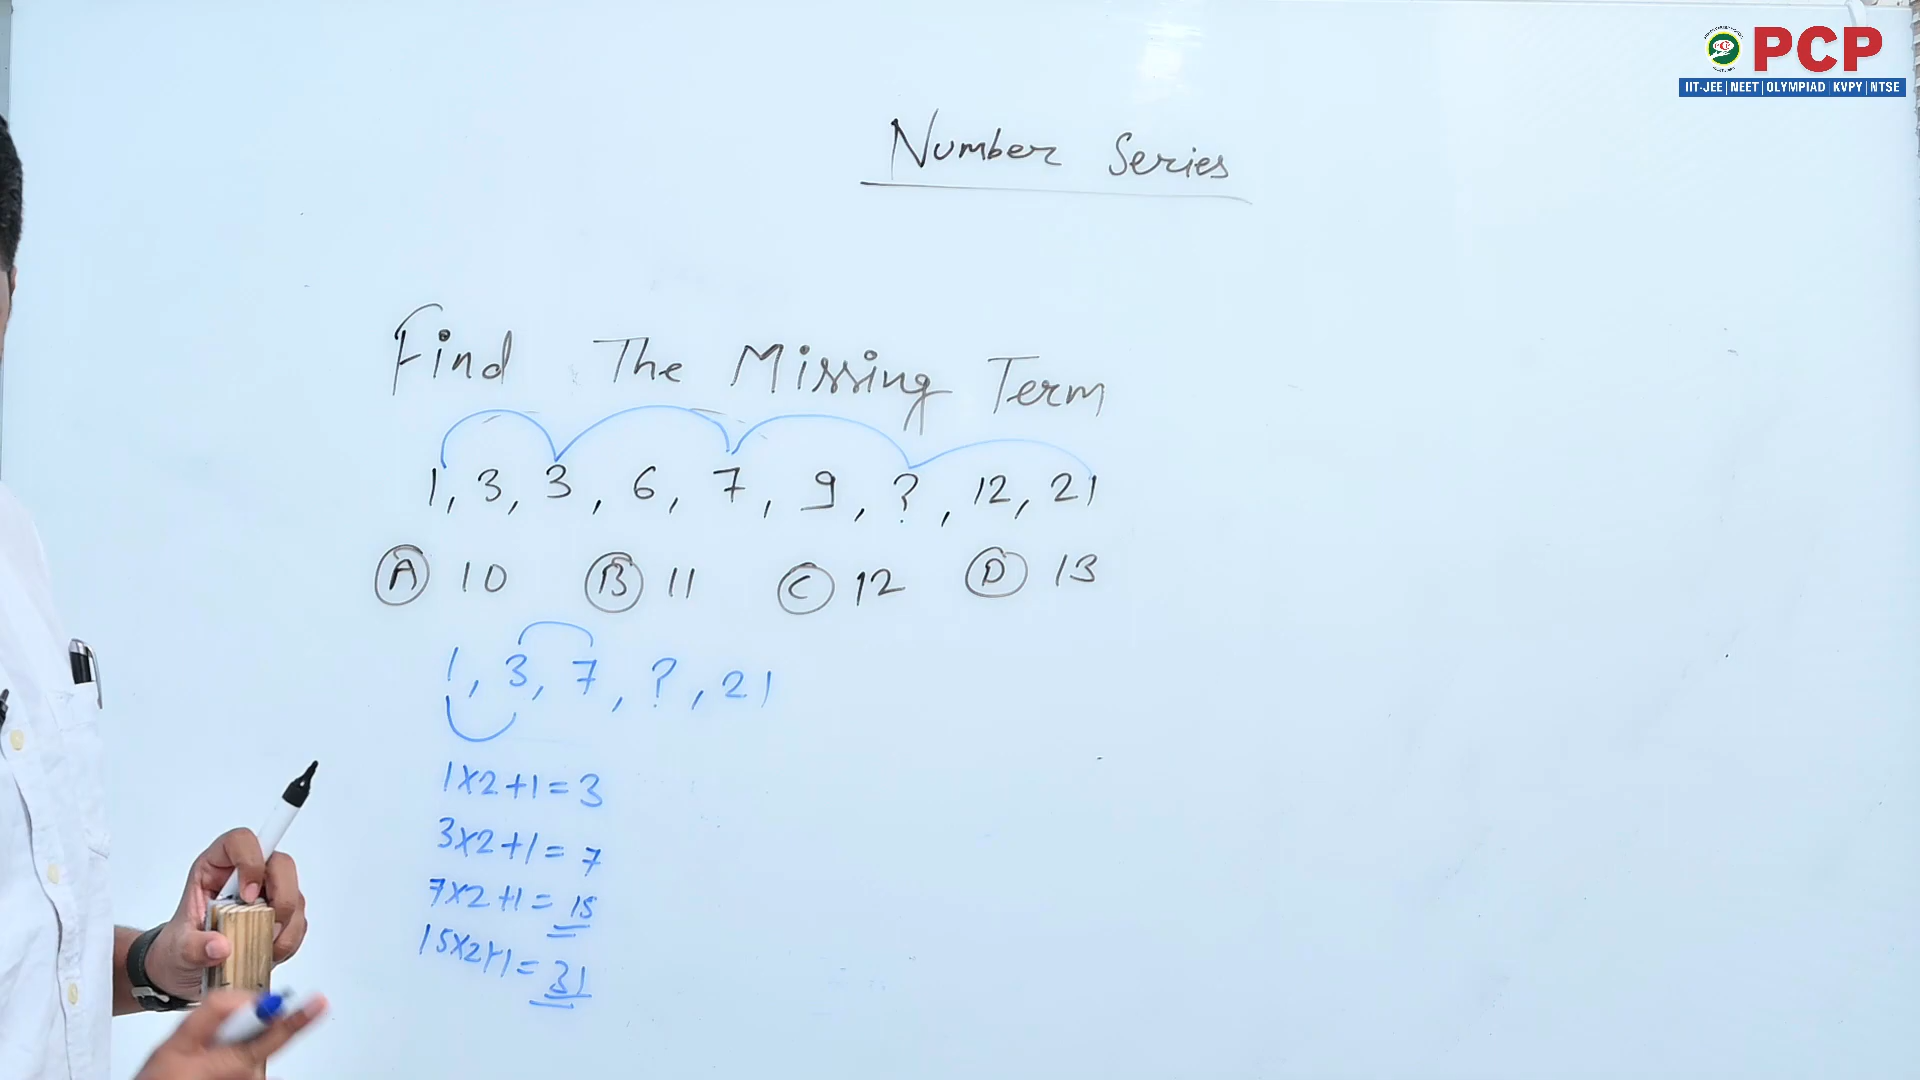 PCP
IIT-JEE | NEET | OLYMPIAD | KVPY | NTSE
Number Series
Find The Missing Term
1, 3, 3, 6, 7, 9, ?, 12, 21
A 10 B 11 C 12 D 13
1, 3, 7, ?, 21
1x2+1=3
3x2+1=7
7x2+1=15
15x2+1=31